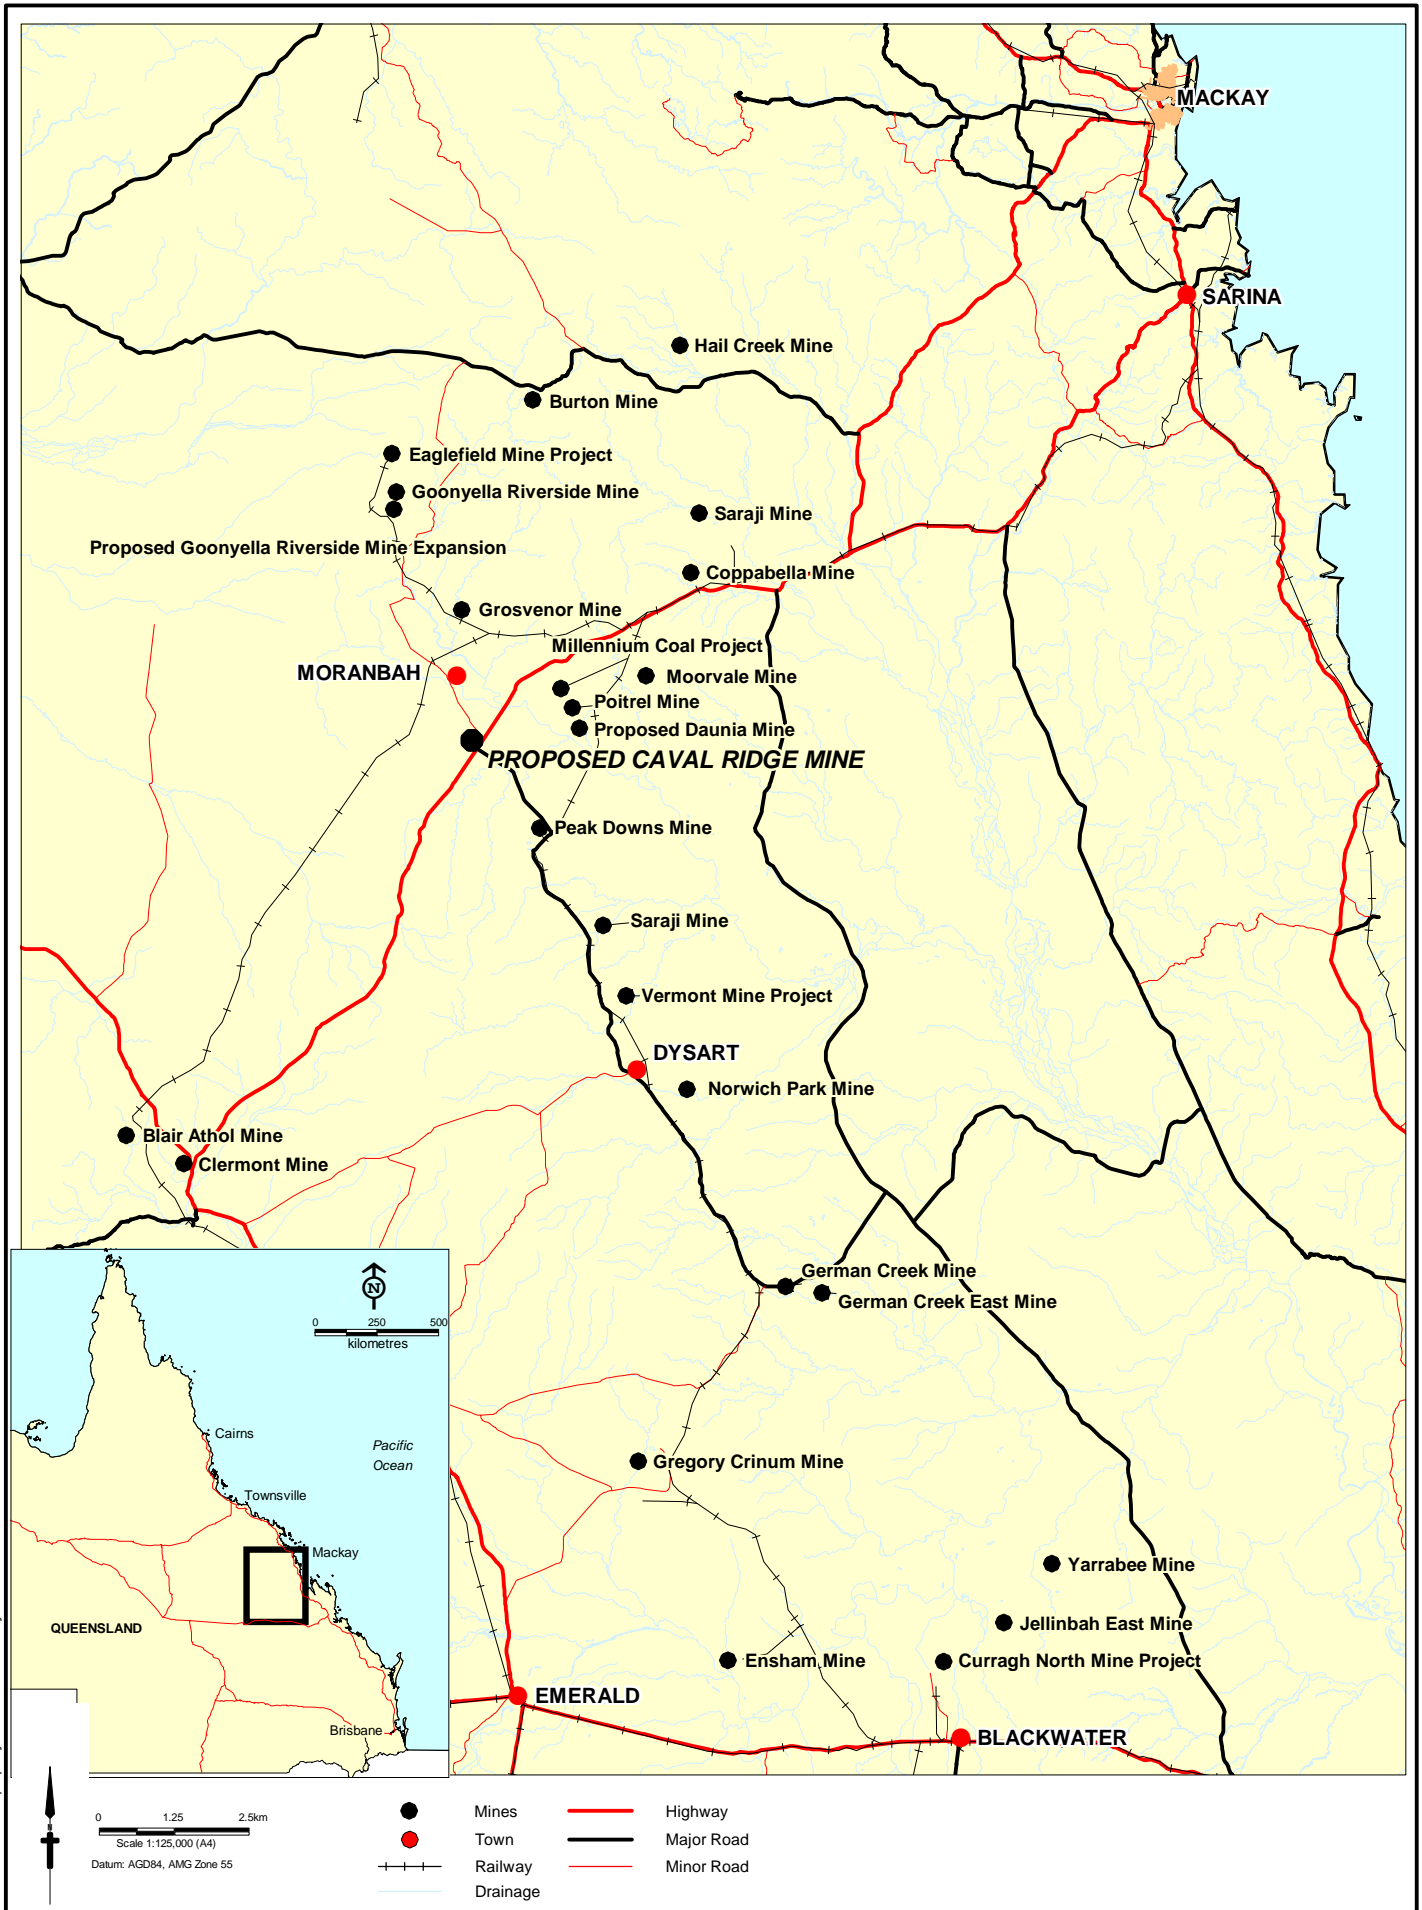 MACKAY
SARINA
Hail Creek Mine
Burton Mine
Eaglefield Mine Project
Goonyella Riverside Mine
Saraji Mine
Proposed Goonyella Riverside Mine Expansion
Coppabella Mine
Grosvenor Mine
Millennium Coal Project
MORANBAH
Moorvale Mine
Poitrel Mine
Proposed Daunia Mine
PROPOSED CAVAL RIDGE MINE
Peak Downs Mine
Saraji Mine
Vermont Mine Project
DYSART
Norwich Park Mine
Blair Athol Mine
Clermont Mine
German Creek Mine
German Creek East Mine
N
0 250 500
kilometres
Cairns
Pacific
Ocean
Gregory Crinum Mine
Townsville
Mackay
Yarrabee Mine
QUEENSLAND
Jellinbah East Mine
Ensham Mine
Curragh North Mine Project
EMERALD
Brisbane
BLACKWATER
N
0 1.25 2.5km
Scale 1:125,000 (A4)
Datum: AGD84, AMG Zone 55
Mines
Highway
Town
Major Road
Railway
Minor Road
Drainage